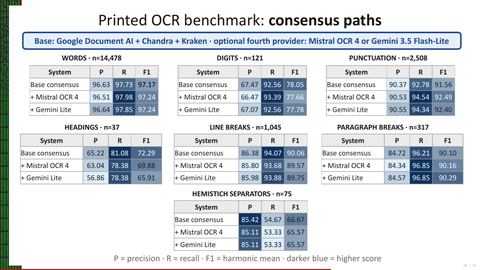 Printed OCR benchmark: consensus paths
Base: Google Document AI + Chandra + Kraken · optional fourth provider: Mistral OCR 4 or Gemini 3.5 Flash-Lite
WORDS · n=14,478
System P R F1
Base consensus 96.63 97.73 97.17
+ Mistral OCR 4 96.51 97.98 97.24
+ Gemini Lite 96.64 97.85 97.24
DIGITS · n=121
System P R F1
Base consensus 67.47 92.56 78.05
+ Mistral OCR 4 66.47 93.39 77.66
+ Gemini Lite 67.07 92.56 77.78
PUNCTUATION · n=2,508
System P R F1
Base consensus 90.37 92.78 91.56
+ Mistral OCR 4 90.53 94.54 92.49
+ Gemini Lite 90.55 94.34 92.40
HEADINGS · n=37
System P R F1
Base consensus 65.22 81.08 72.29
+ Mistral OCR 4 63.04 78.38 69.88
+ Gemini Lite 56.86 78.38 65.91
LINE BREAKS · n=1,045
System P R F1
Base consensus 86.38 94.07 90.06
+ Mistral OCR 4 85.80 93.68 89.57
+ Gemini Lite 85.98 93.88 89.75
PARAGRAPH BREAKS · n=317
System P R F1
Base consensus 84.72 96.21 90.10
+ Mistral OCR 4 84.34 96.85 90.16
+ Gemini Lite 84.57 96.85 90.29
HEMISTICH SEPARATORS · n=75
System P R F1
Base consensus 85.42 54.67 66.67
+ Mistral OCR 4 85.11 53.33 65.57
+ Gemini Lite 85.11 53.33 65.57
P = precision · R = recall · F1 = harmonic mean · darker blue = higher score